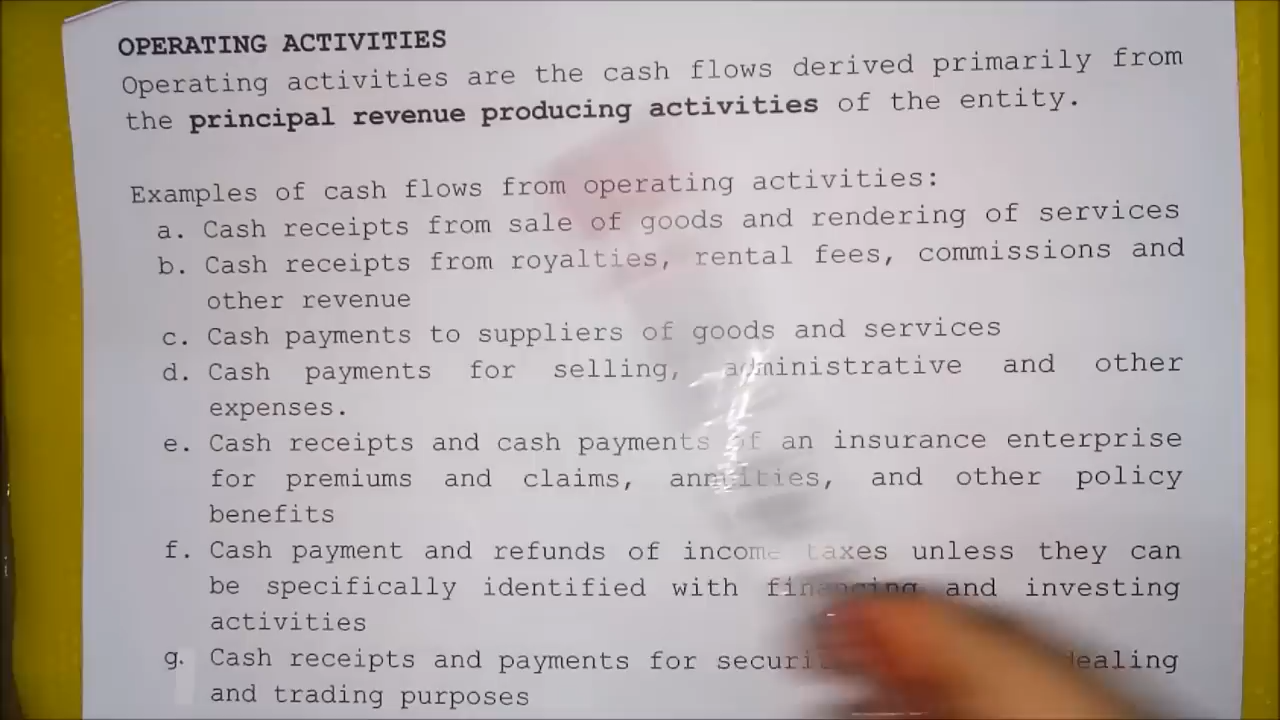 OPERATING ACTIVITIES
Operating activities are the cash flows derived primarily from
the principal revenue producing activities of the entity.
Examples of cash flows from operating activities:
a. Cash receipts from sale of goods and rendering of services
b. Cash receipts from royalties, rental fees, commissions and
other revenue
c. Cash payments to suppliers of goods and services
d. Cash payments for selling, administrative and other
expenses.
e. Cash receipts and cash payments of an insurance enterprise
for premiums and claims, annuities, and other policy
benefits
f. Cash payment and refunds of income taxes unless they can
be specifically identified with financing and investing
activities
g. Cash receipts and payments for dealing
and trading purposes